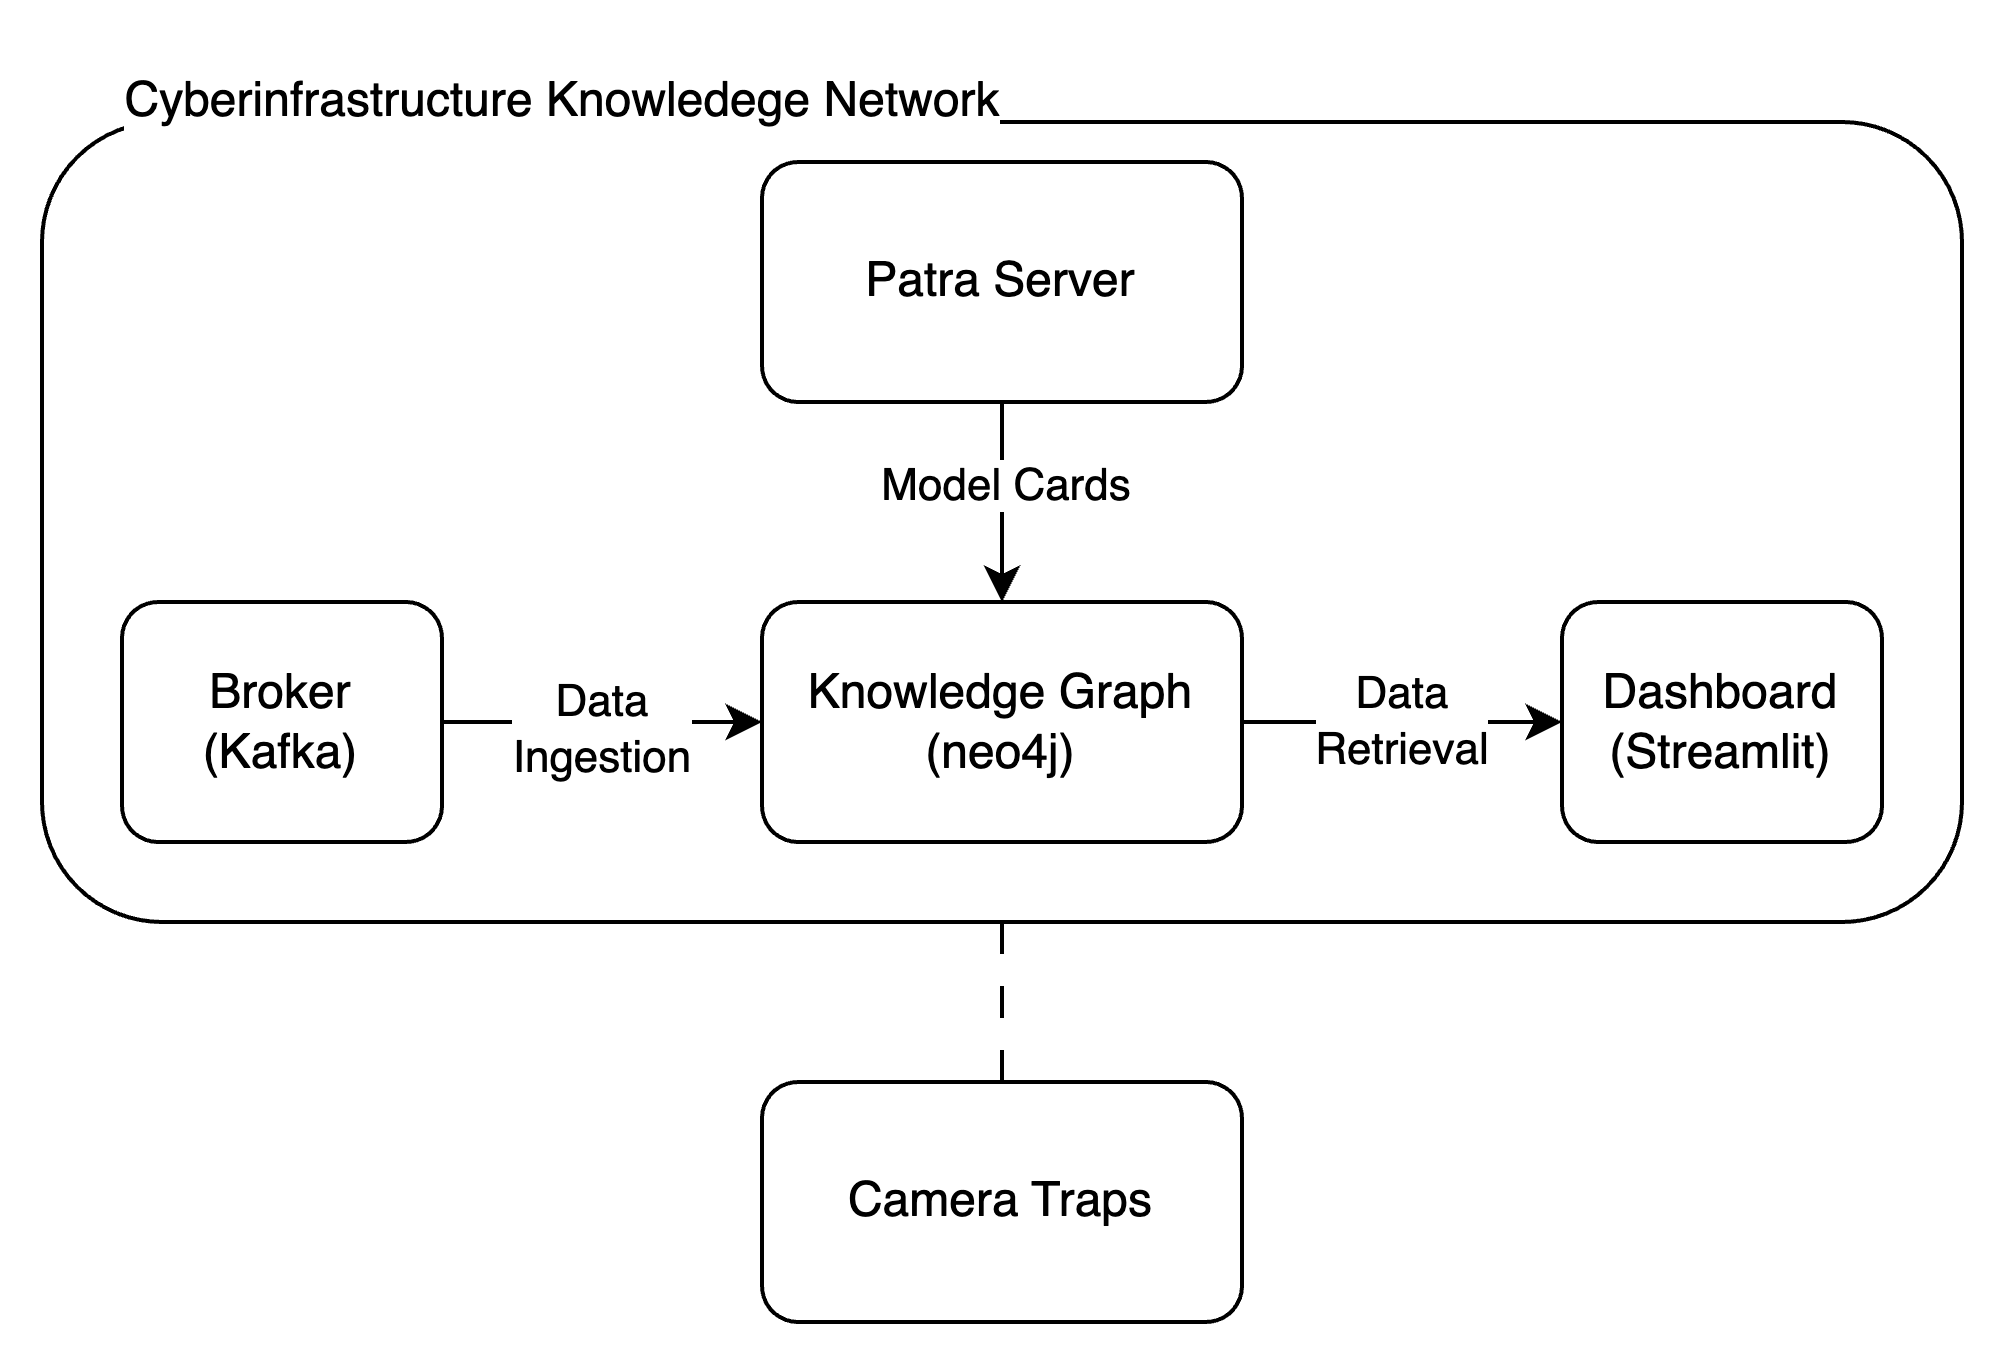 Cyberinfrastructure Knowledege Network
Patra Server
Model Cards
Broker
(Kafka)
Data
Ingestion
Knowledge Graph
(neo4j)
Data
Retrieval
Dashboard
(Streamlit)
Camera Traps